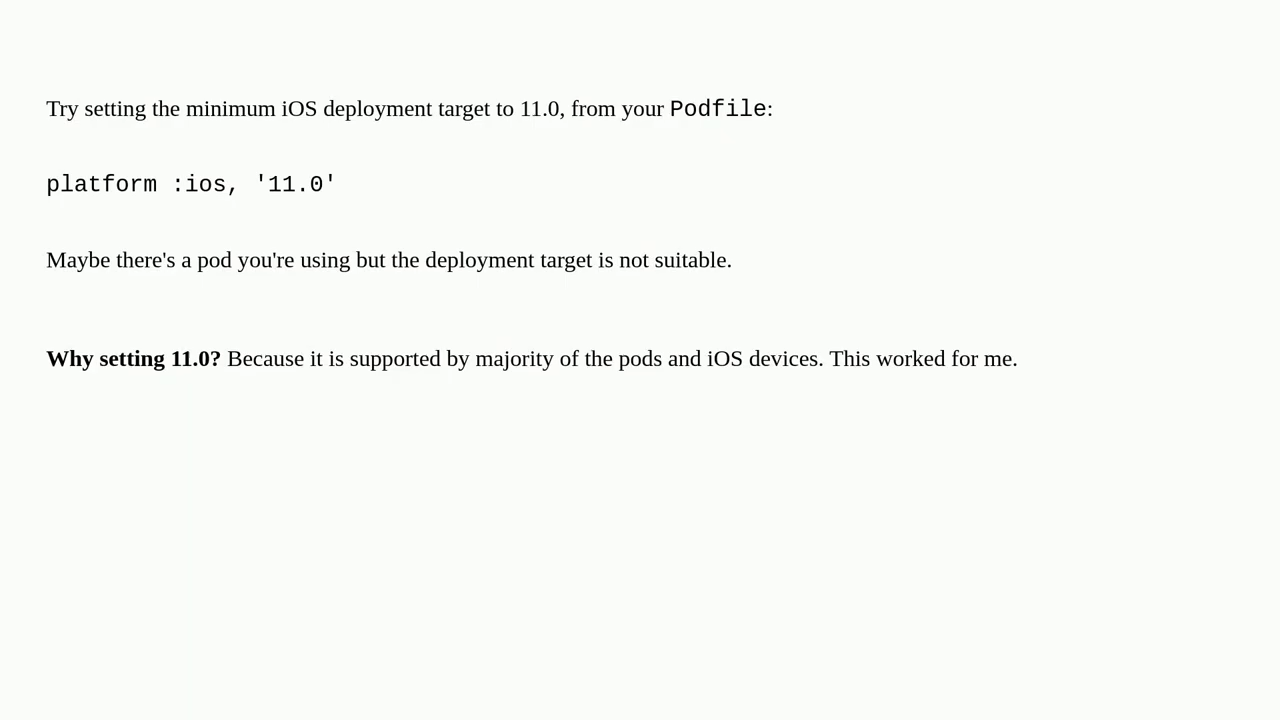 Try setting the minimum iOS deployment target to 11.0, from your Podfile:
platform :ios, '11.0'
Maybe there's a pod you're using but the deployment target is not suitable.
Why setting 11.0? Because it is supported by majority of the pods and iOS devices. This worked for me.